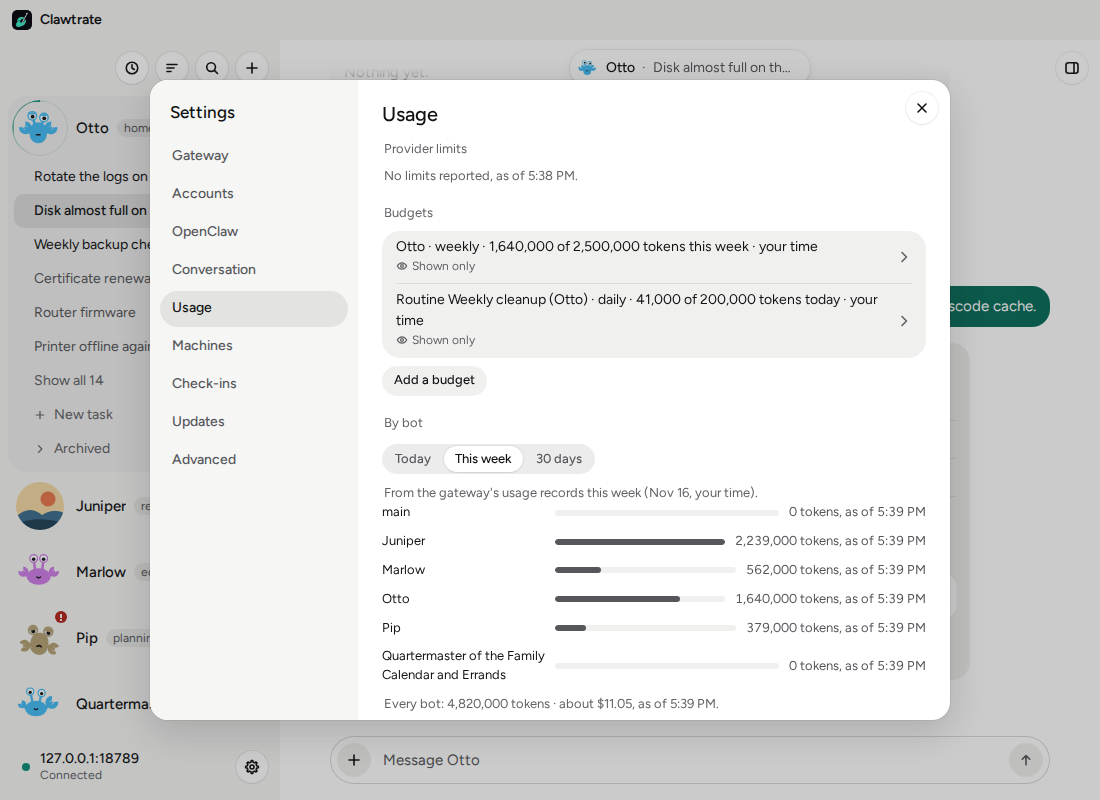 Clawtrate
Nothing yet.
Otto · Disk almost full on th...
Otto
Rotate the logs on
Disk almost full on
Weekly backup che
Certificate renewa
Router firmware
Printer offline again
Show all 14
+ New task
Archived
Juniper
Marlow
Pip
Quarterma
127.0.0.1:18789
Connected
Settings
Gateway
Accounts
OpenClaw
Conversation
Usage
Machines
Check-ins
Updates
Advanced
Usage
Provider limits
No limits reported, as of 5:38 PM.
Budgets
Otto · weekly · 1,640,000 of 2,500,000 tokens this week · your time
Shown only
Routine Weekly cleanup (Otto) · daily · 41,000 of 200,000 tokens today · your
time
Shown only
Add a budget
By bot
Today This week 30 days
From the gateway's usage records this week (Nov 16, your time).
main 0 tokens, as of 5:39 PM
Juniper 2,239,000 tokens, as of 5:39 PM
Marlow 562,000 tokens, as of 5:39 PM
Otto 1,640,000 tokens, as of 5:39 PM
Pip 379,000 tokens, as of 5:39 PM
Quartermaster of the Family
Calendar and Errands 0 tokens, as of 5:39 PM
Every bot: 4,820,000 tokens · about $11.05, as of 5:39 PM.
scode cache.
Message Otto